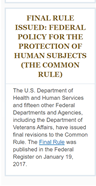 FINAL RULE
ISSUED: FEDERAL
POLICY FOR THE
PROTECTION OF
HUMAN SUBJECTS
(THE COMMON
RULE)
The U.S. Department of
Health and Human Services
and fifteen other Federal
Departments and Agencies,
including the Department of
Veterans Affairs, have issued
final revisions to the Common
Rule. The Final Rule was
published in the Federal
Register on January 19,
2017.